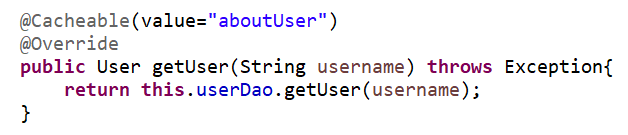 @Cacheable(value="aboutUser")
@Override
public User getUser(String username) throws Exception{
    return this.userDao.getUser(username);
}